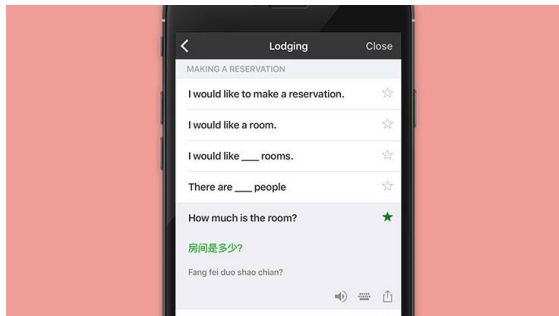 Lodging Close
MAKING A RESERVATION
I would like to make a reservation.
I would like a room.
I would like ___ rooms.
There are ___ people
How much is the room?
房间是多少?
Fang fei duo shao chian?